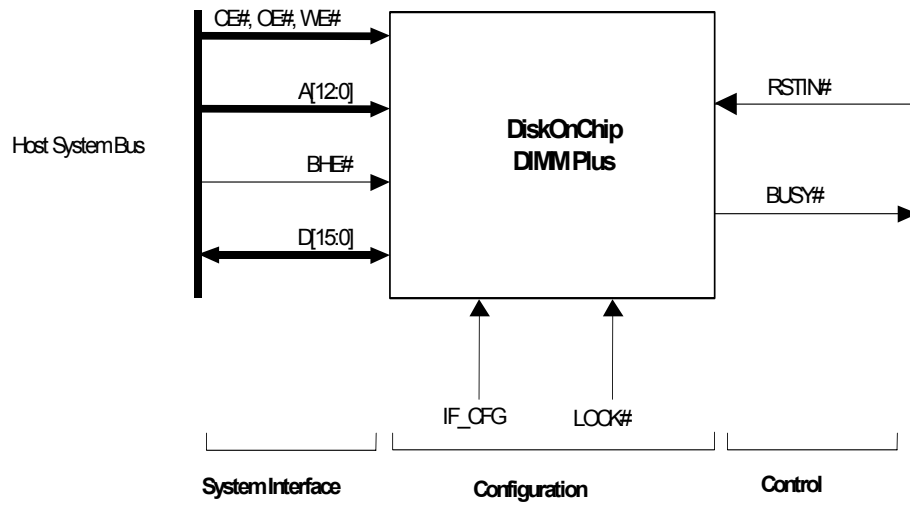 CE#, OE#, WE#
A[12:0]
RSTIN#
DiskOnChip
DIMM Plus
Host System Bus
BHE#
BUSY#
D[15:0]
IF_CFG
LOCK#
System Interface
Configuration
Control